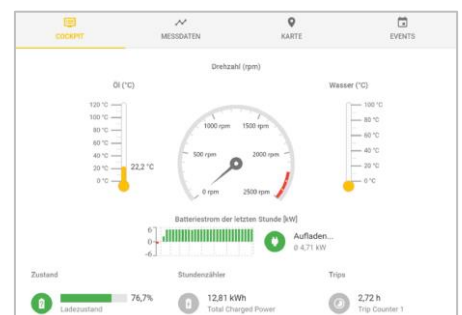 COCKPIT MESSDATEN KARTE EVENTS
Drehzahl (rpm)
Öl (°C) Wasser (°C)
120 °C 100 °C
100 °C 80 °C
80 °C 60 °C
60 °C 40 °C
40 °C 20 °C
20 °C 0 °C
0 °C
22,2 °C
1000 rpm 1500 rpm
500 rpm 2000 rpm
0 rpm 2500 rpm
Batteriestrom der letzten Stunde [kW]
6
0
-6
Aufladen...
Ø 4,71 kW
Zustand Stundenzähler Trips
76,7% 12,81 kWh 2,72 h
Ladezustand Total Charged Power Trip Counter 1